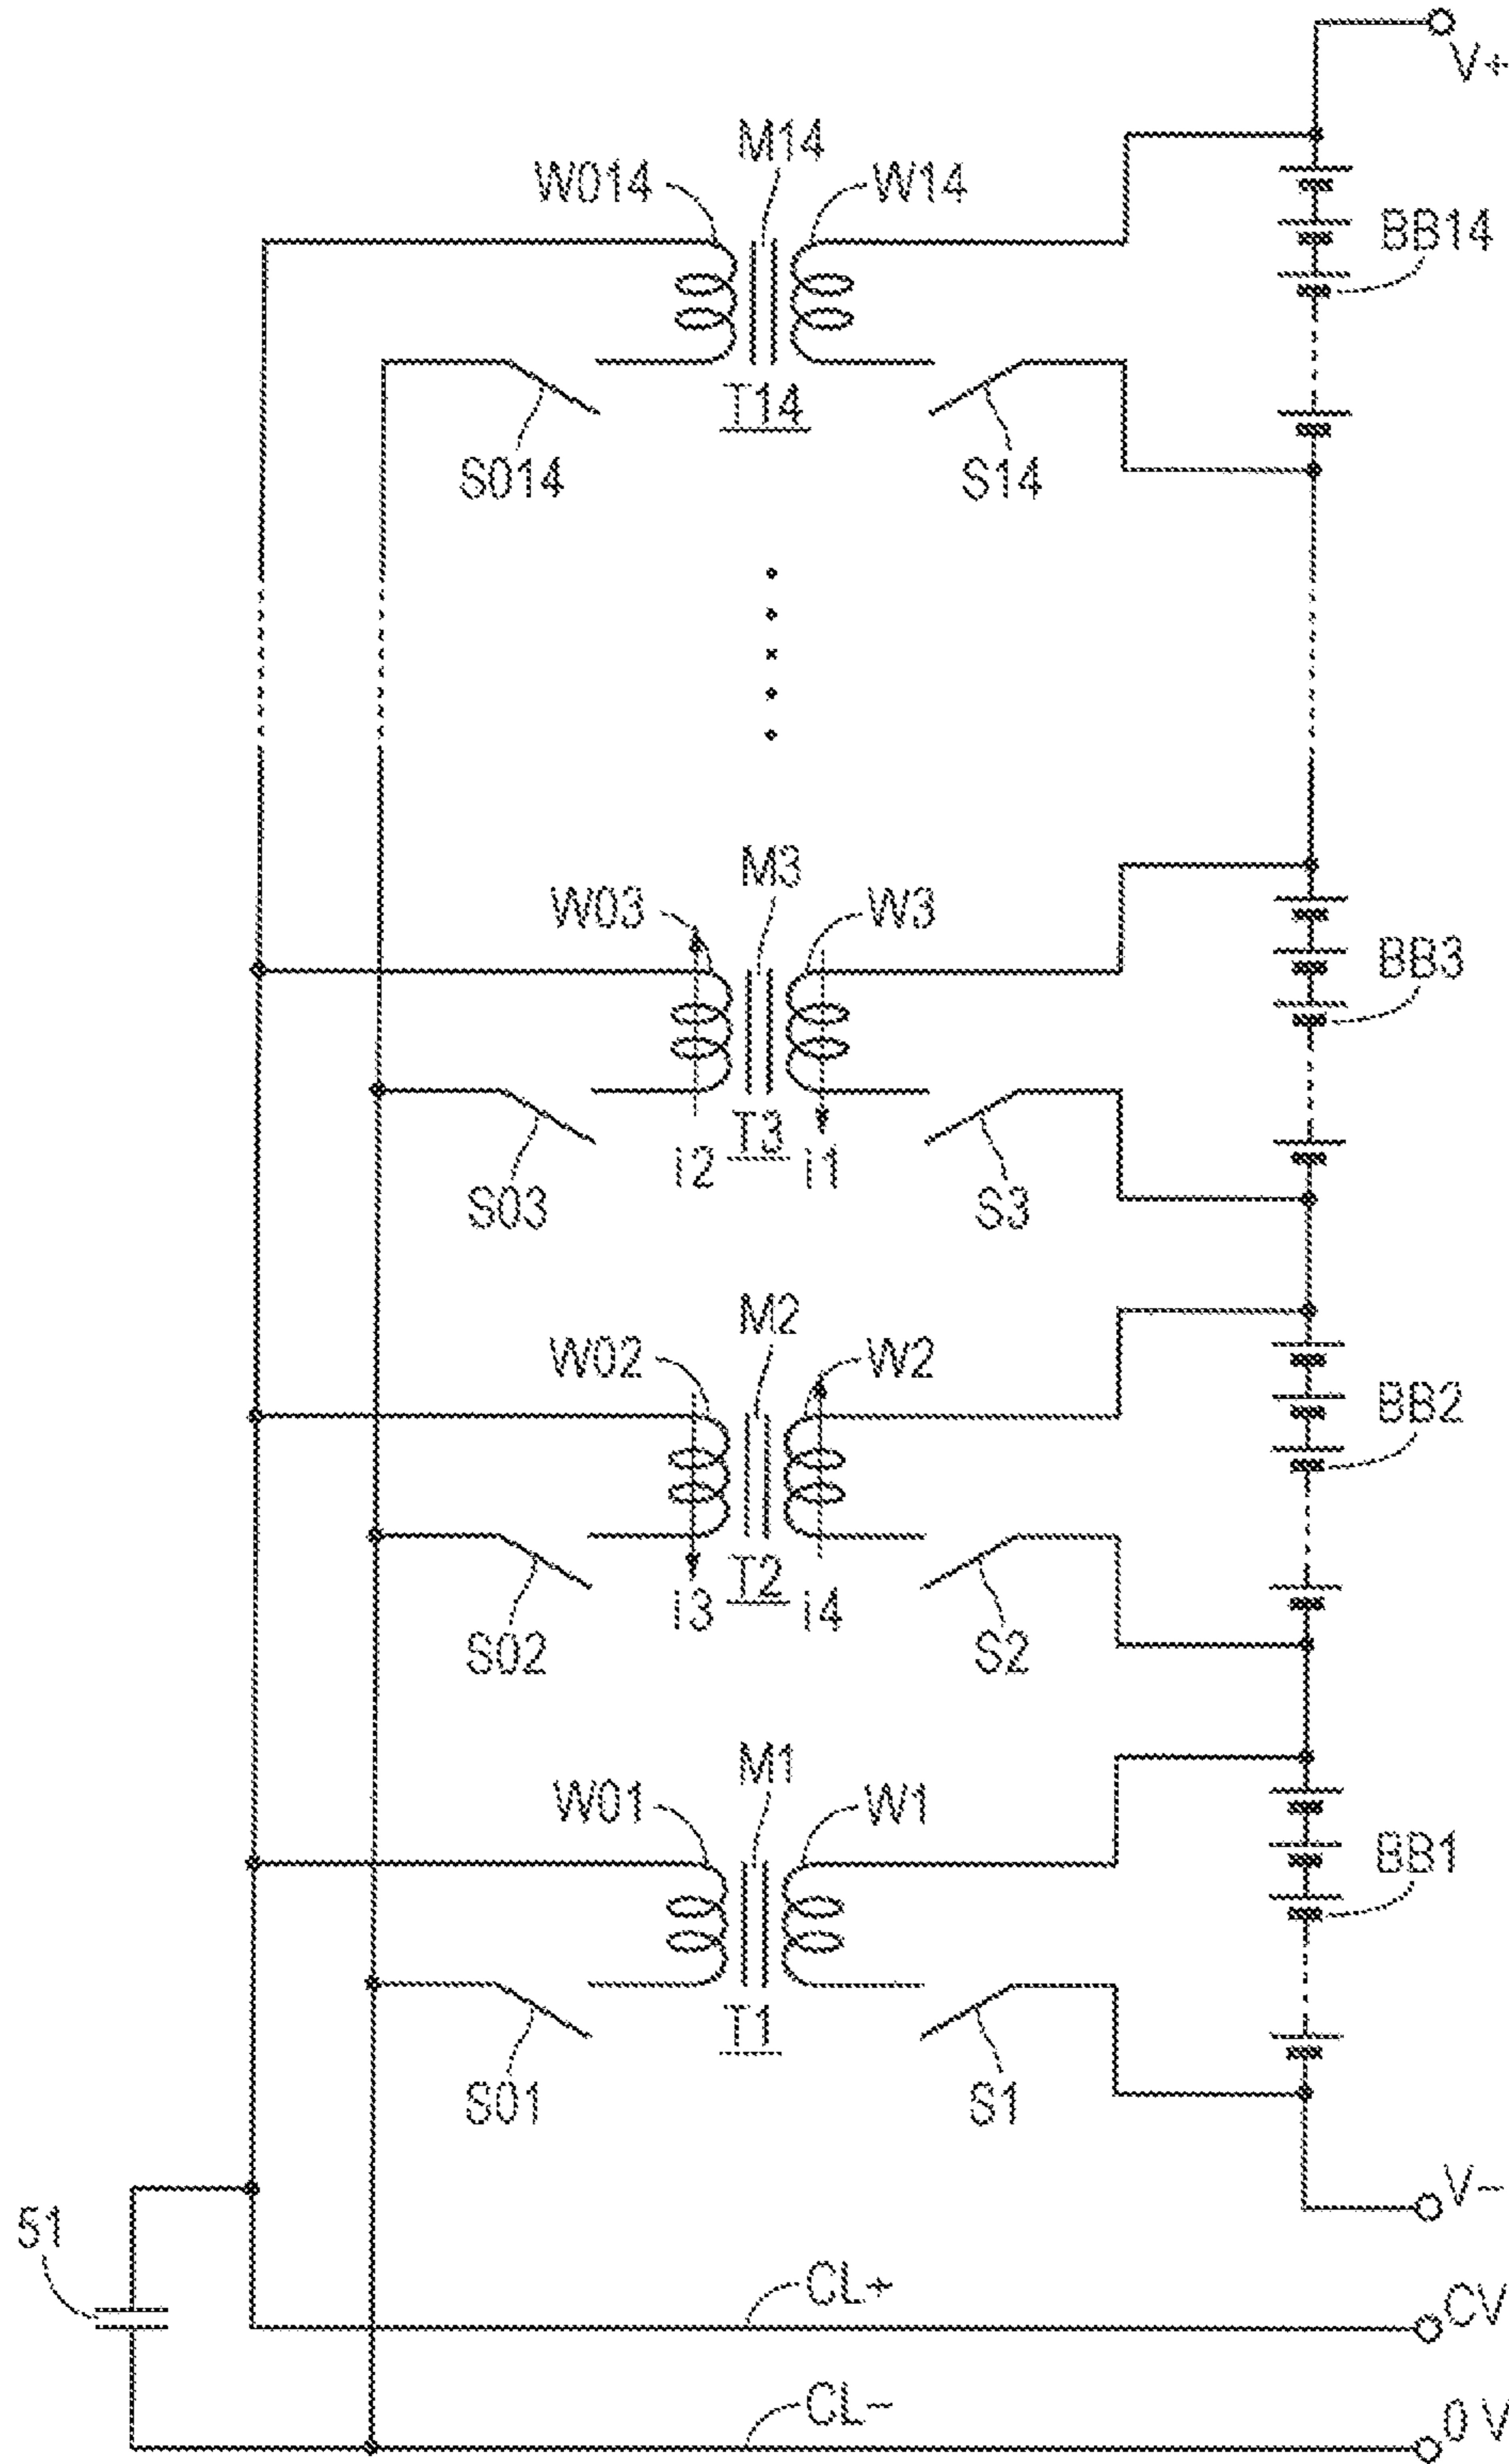 V+
M14
W014
W14
BB14
T14
S014
S14
M3
W03
W3
BB3
T3
i2
i1
S03
S3
M2
W02
W2
BB2
T2
i3
i4
S02
S2
M1
W01
W1
BB1
T1
S01
S1
V−
51
CL+
CV
CL−
0 V